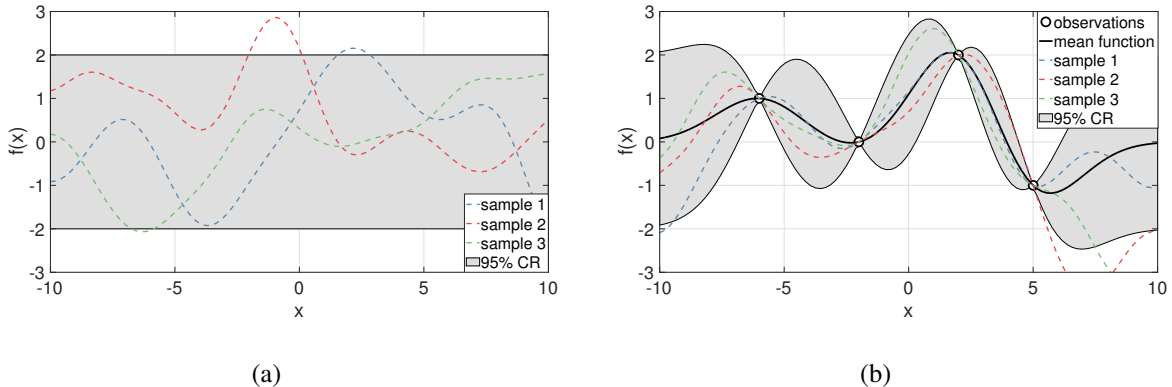 3
2
1
0
-1
-2
-3
f(x)
-10
-5
0
5
10
x
sample 1
sample 2
sample 3
95% CR
(a)
3
2
1
0
-1
-2
-3
f(x)
-10
-5
0
5
10
x
observations
mean function
sample 1
sample 2
sample 3
95% CR
(b)